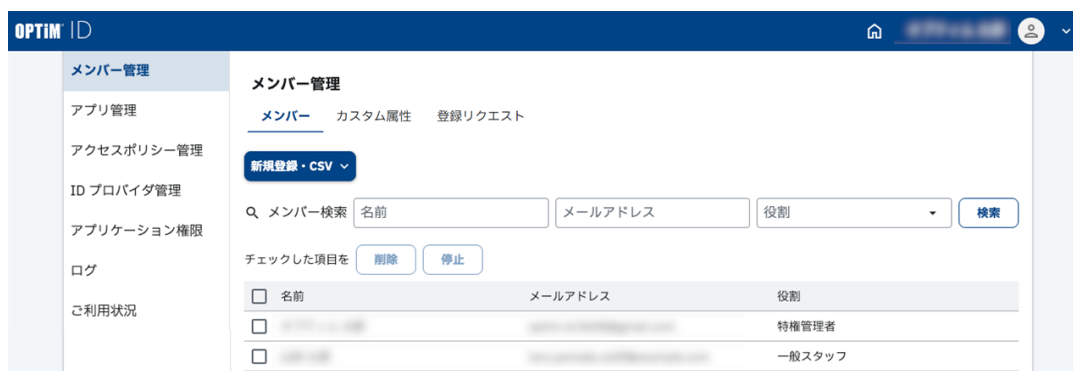 OPTiM ID
メンバー管理
アプリ管理
アクセスポリシー管理
ID プロバイダ管理
アプリケーション権限
ログ
ご利用状況
メンバー管理
メンバー カスタム属性 登録リクエスト
新規登録・CSV
メンバー検索 名前 メールアドレス 役割 検索
チェックした項目を 削除 停止
名前 メールアドレス 役割
特権管理者
一般スタッフ